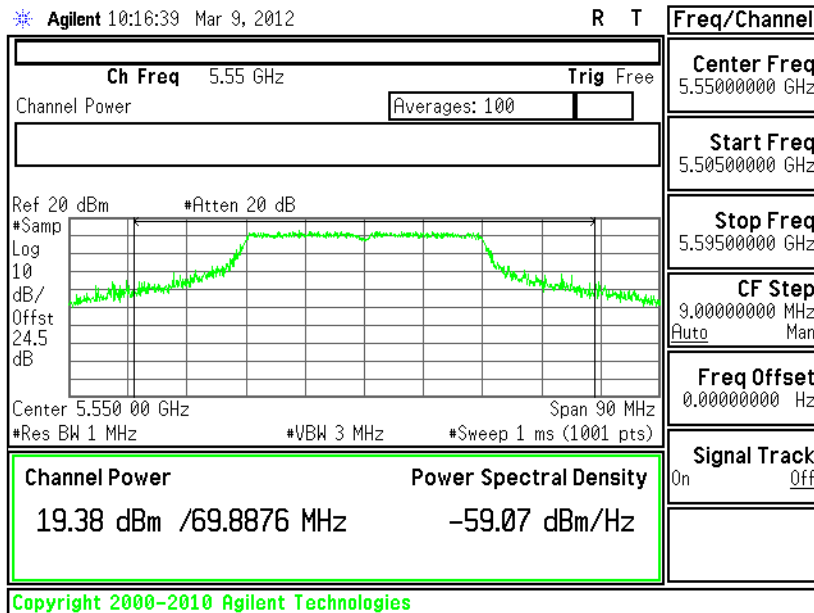 Agilent 10:16:39 Mar 9, 2012 R T
Ch Freq 5.55 GHz Trig Free
Channel Power Averages: 100
Ref 20 dBm #Atten 20 dB
#Samp
Log
10
dB/
Offst
24.5
dB
Center 5.550 00 GHz Span 90 MHz
#Res BW 1 MHz #VBW 3 MHz #Sweep 1 ms (1001 pts)
Channel Power Power Spectral Density
19.38 dBm /69.8876 MHz -59.07 dBm/Hz
Copyright 2000-2010 Agilent Technologies
Freq/Channel
Center Freq
5.55000000 GHz
Start Freq
5.50500000 GHz
Stop Freq
5.59500000 GHz
CF Step
9.00000000 MHz
Auto Man
Freq Offset
0.00000000 Hz
Signal Track
On Off